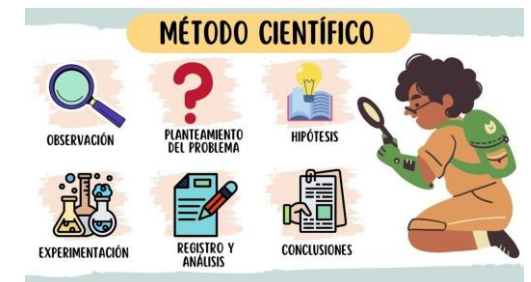 MÉTODO CIENTÍFICO
OBSERVACIÓN
PLANTEAMIENTO
DEL PROBLEMA
HIPÓTESIS
EXPERIMENTACIÓN
REGISTRO Y
ANÁLISIS
CONCLUSIONES